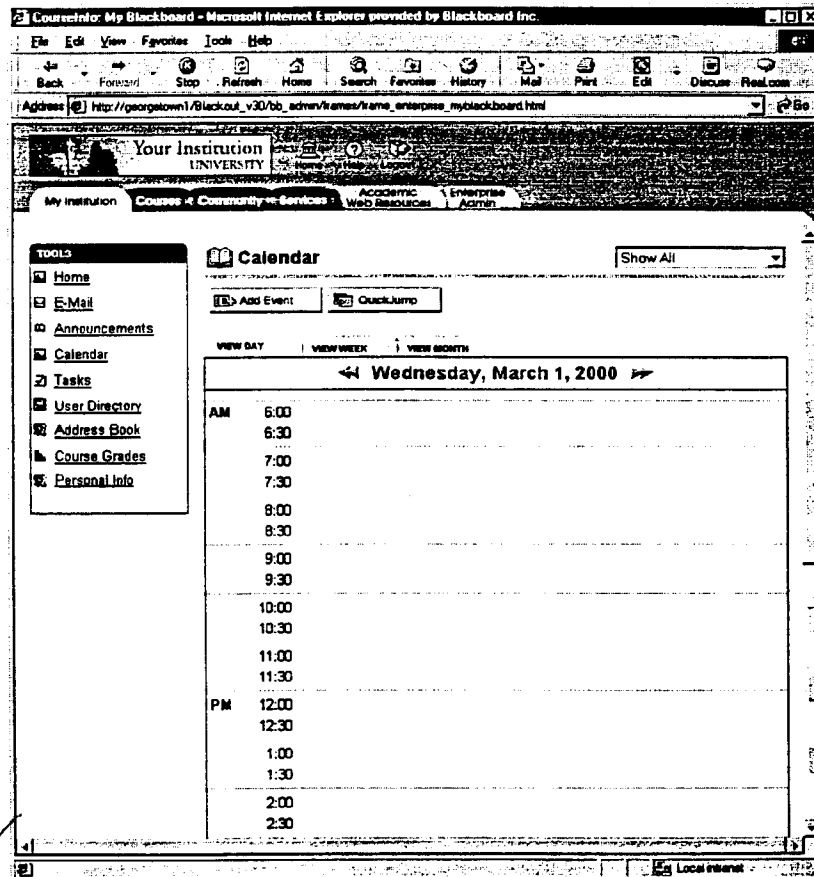 CourseInfo: My Blackboard - Microsoft Internet Explorer provided by Blackboard Inc.
File Edit View Favorites Tools Help
Back Forward Stop Refresh Home Search Favorites History Mail Print Edit Discuss Real.com
Address http://georgetown1/Blackout_v30/bb_admin/frames/frame_enterprise_myblackboard.html Go
Your Institution
UNIVERSITY
Home Help Logout
My Institution Courses Community Services Academic Web Resources Enterprise Admin
TOOLS
Home
E-Mail
Announcements
Calendar
Tasks
User Directory
Address Book
Course Grades
Personal Info
Calendar
Show All
Add Event QuickJump
VIEW DAY VIEW WEEK VIEW MONTH
Wednesday, March 1, 2000
AM 6:00
6:30
7:00
7:30
8:00
8:30
9:00
9:30
10:00
10:30
11:00
11:30
PM 12:00
12:30
1:00
1:30
2:00
2:30
Local intranet